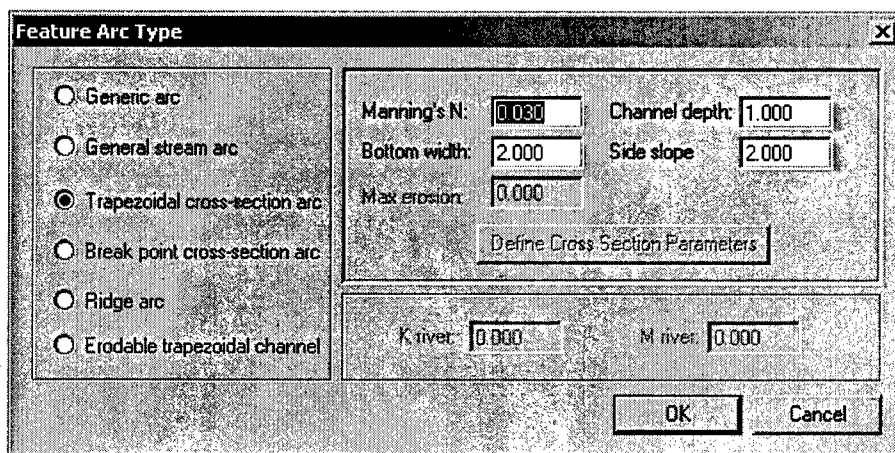 Feature Arc Type
Generic arc
General stream arc
Trapezoidal cross-section arc
Break point cross-section arc
Ridge arc
Erodable trapezoidal channel
Manning's N: 0.030 Channel depth: 1.000
Bottom width: 2.000 Side slope 2.000
Max erosion: 0.000
Define Cross Section Parameters
K river: 0.000 M river: 0.000
OK Cancel